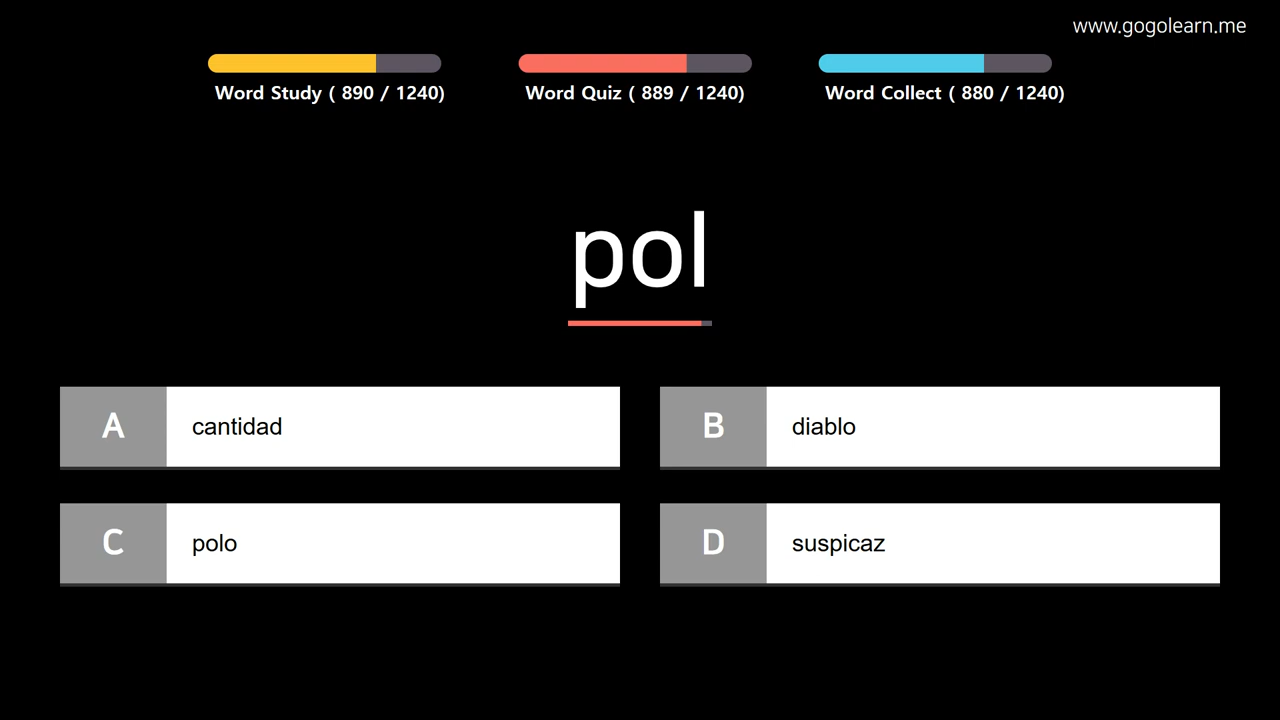 www.gogolearn.me
Word Study ( 890 / 1240)
Word Quiz ( 889 / 1240)
Word Collect ( 880 / 1240)
pol
A cantidad
B diablo
C polo
D suspicaz